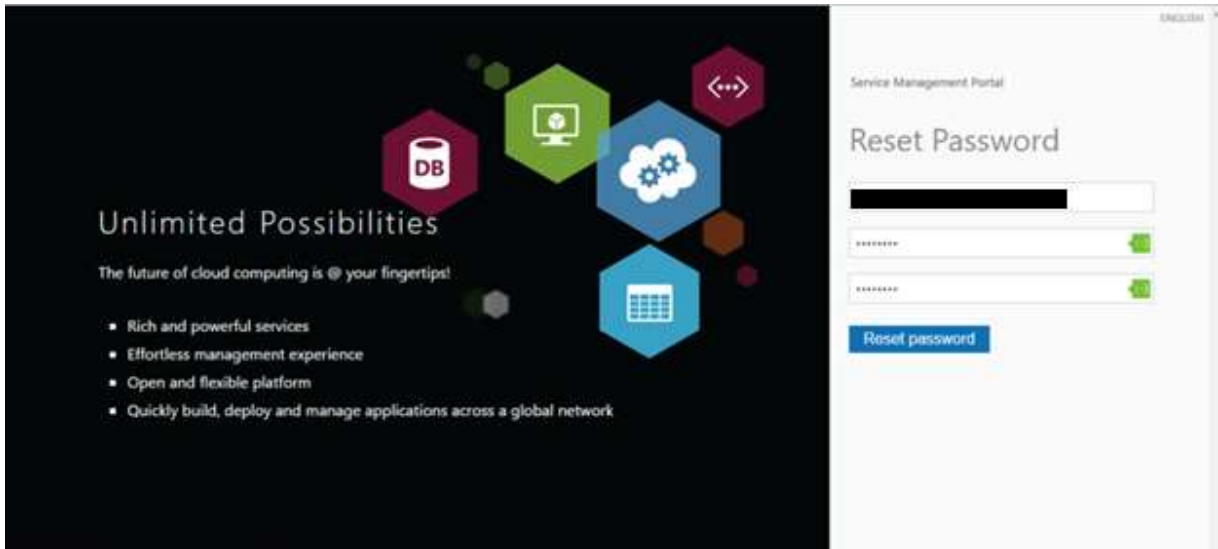 ENGLISH
Service Management Portal
Reset Password
Reset password
DB
Unlimited Possibilities
The future of cloud computing is @ your fingertips!
Rich and powerful services
Effortless management experience
Open and flexible platform
Quickly build, deploy and manage applications across a global network